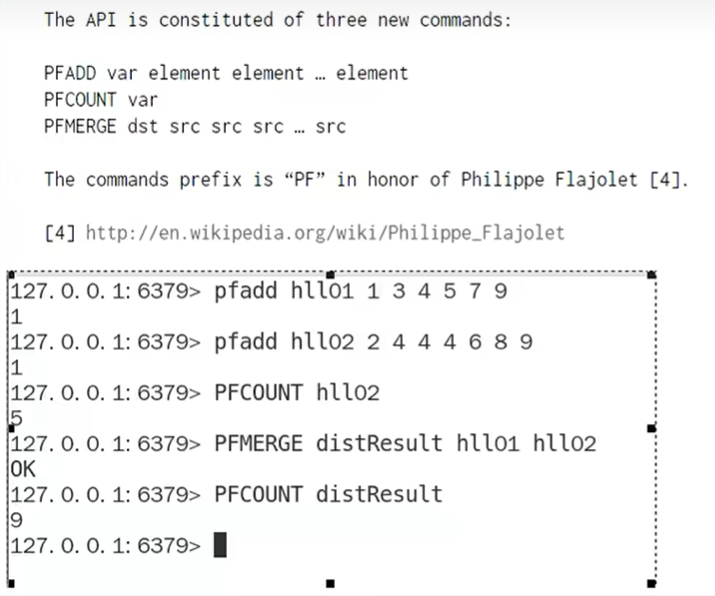 The API is constituted of three new commands:
PFADD var element element … element
PFCOUNT var
PFMERGE dst src src src … src
The commands prefix is “PF” in honor of Philippe Flajolet [4].
[4] http://en.wikipedia.org/wiki/Philippe_Flajolet
127. 0. 0. 1: 6379> pfadd hll01 1 3 4 5 7 9
1
127. 0. 0. 1: 6379> pfadd hll02 2 4 4 4 6 8 9
1
127. 0. 0. 1: 6379> PFCOUNT hll02
5
127. 0. 0. 1: 6379> PFMERGE distResult hll01 hll02
OK
127. 0. 0. 1: 6379> PFCOUNT distResult
9
127. 0. 0. 1: 6379>